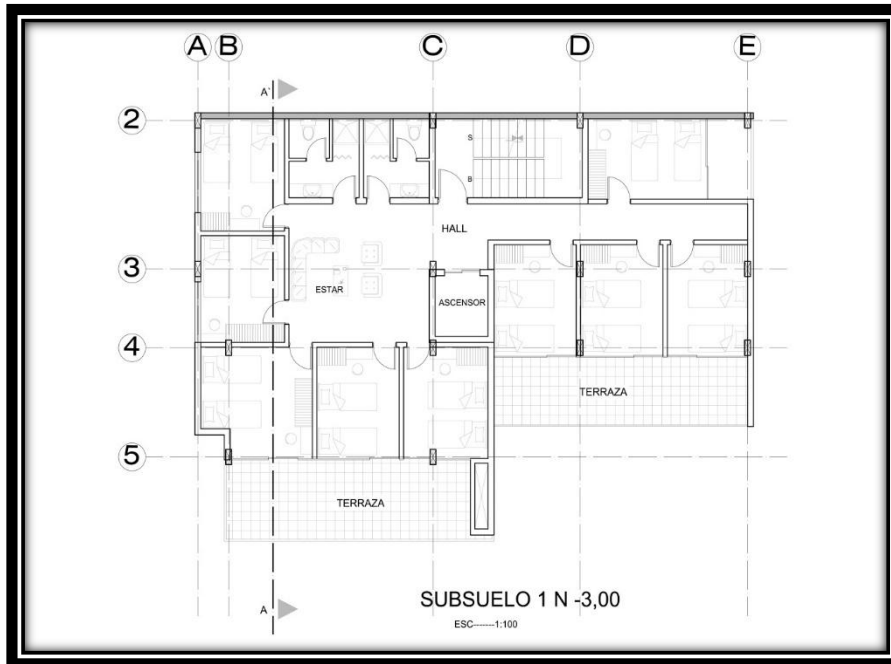 A B C D E
A'
2
S
B
HALL
3
ESTAR
ASCENSOR
4
TERRAZA
5
TERRAZA
A
SUBSUELO 1 N -3,00
ESC-------1:100